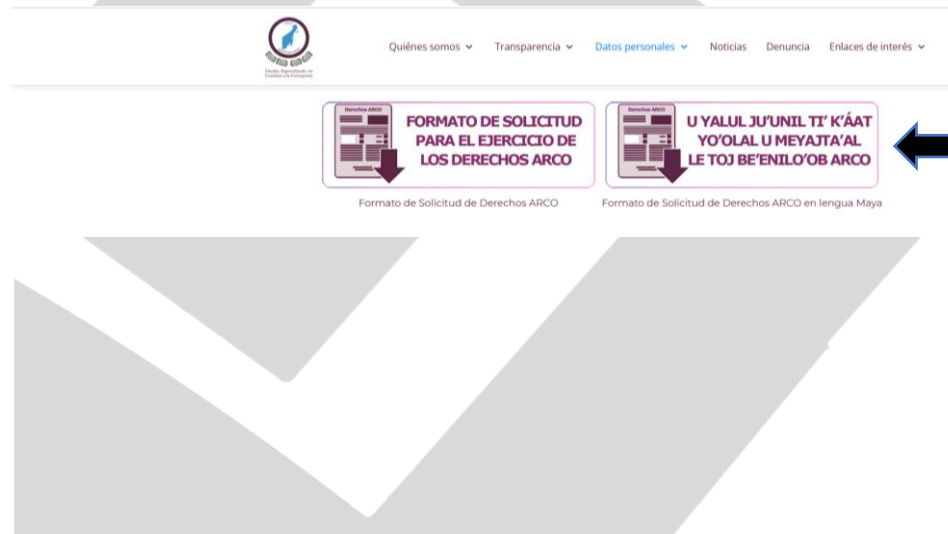 Quiénes somos
Transparencia
Datos personales
Noticias
Denuncia
Enlaces de interés
Derechos ARCO
FORMATO DE SOLICITUD
PARA EL EJERCICIO DE
LOS DERECHOS ARCO
Formato de Solicitud de Derechos ARCO
Derechos ARCO
U YALUL JU'UNIL TI' K'ÁAT
YO'OLAL U MEYAJTA'AL
LE TOJ BE'ENILO'OB ARCO
Formato de Solicitud de Derechos ARCO en lengua Maya